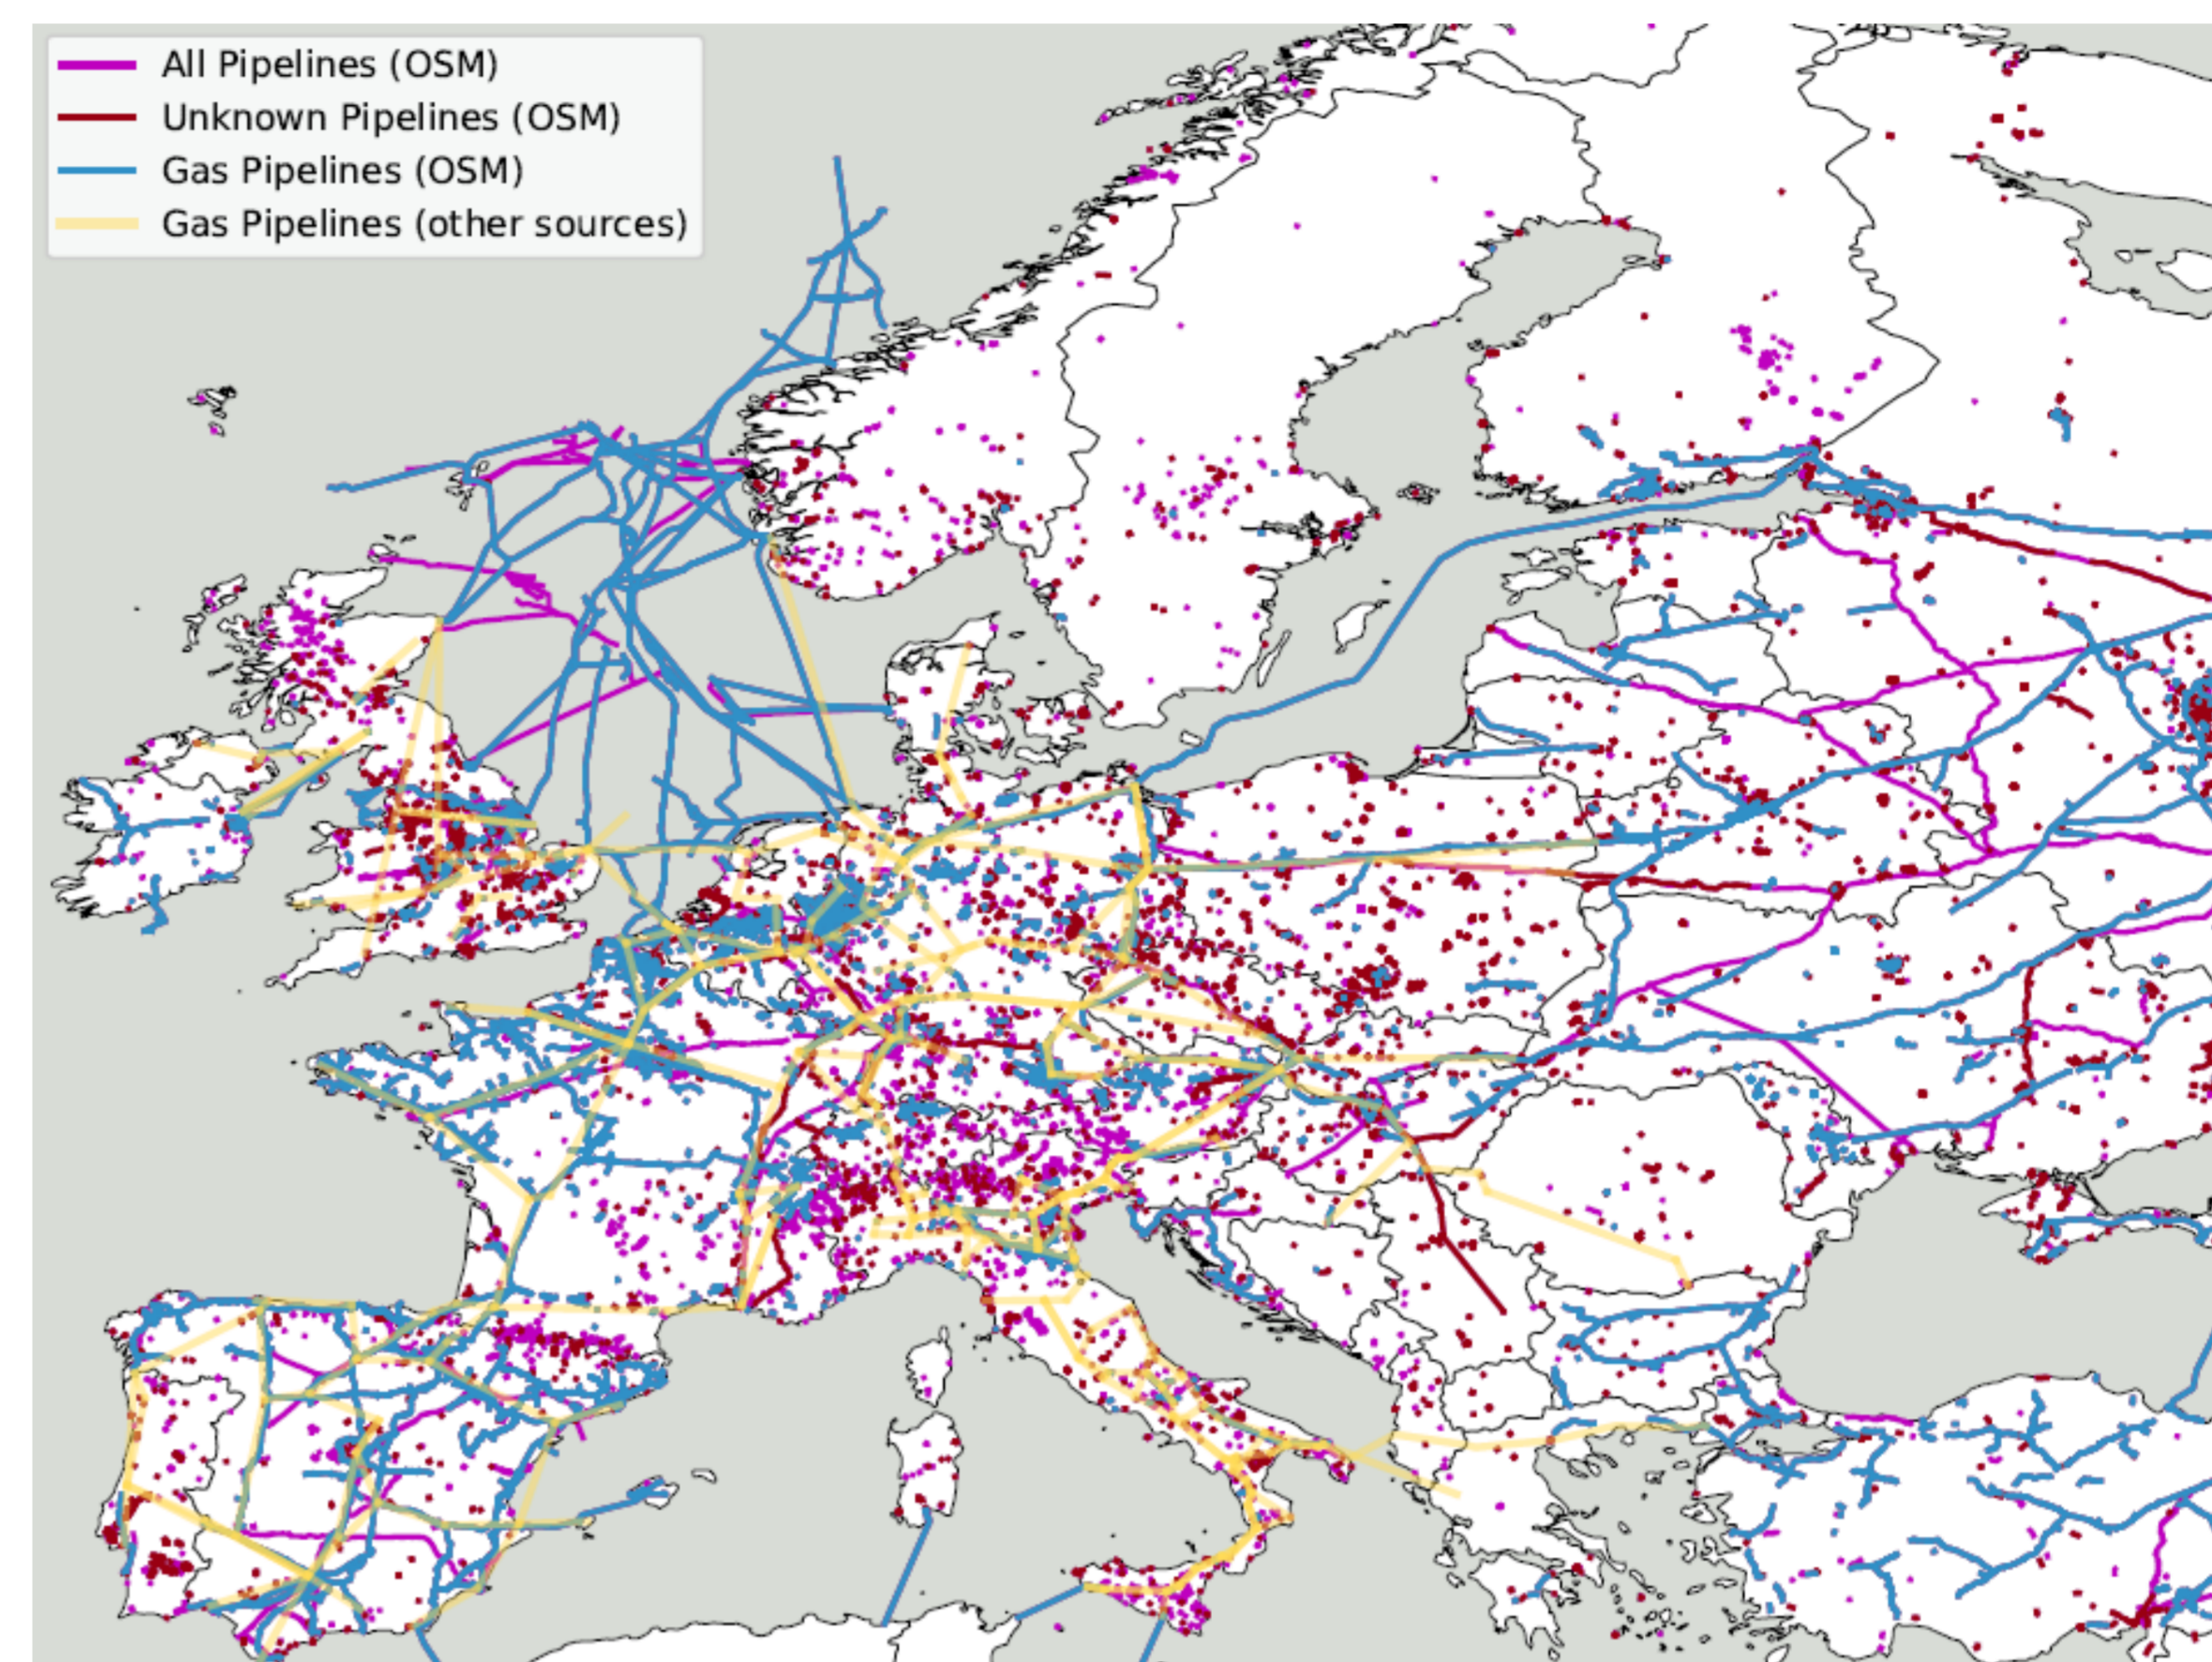 All Pipelines (OSM)
Unknown Pipelines (OSM)
Gas Pipelines (OSM)
Gas Pipelines (other sources)